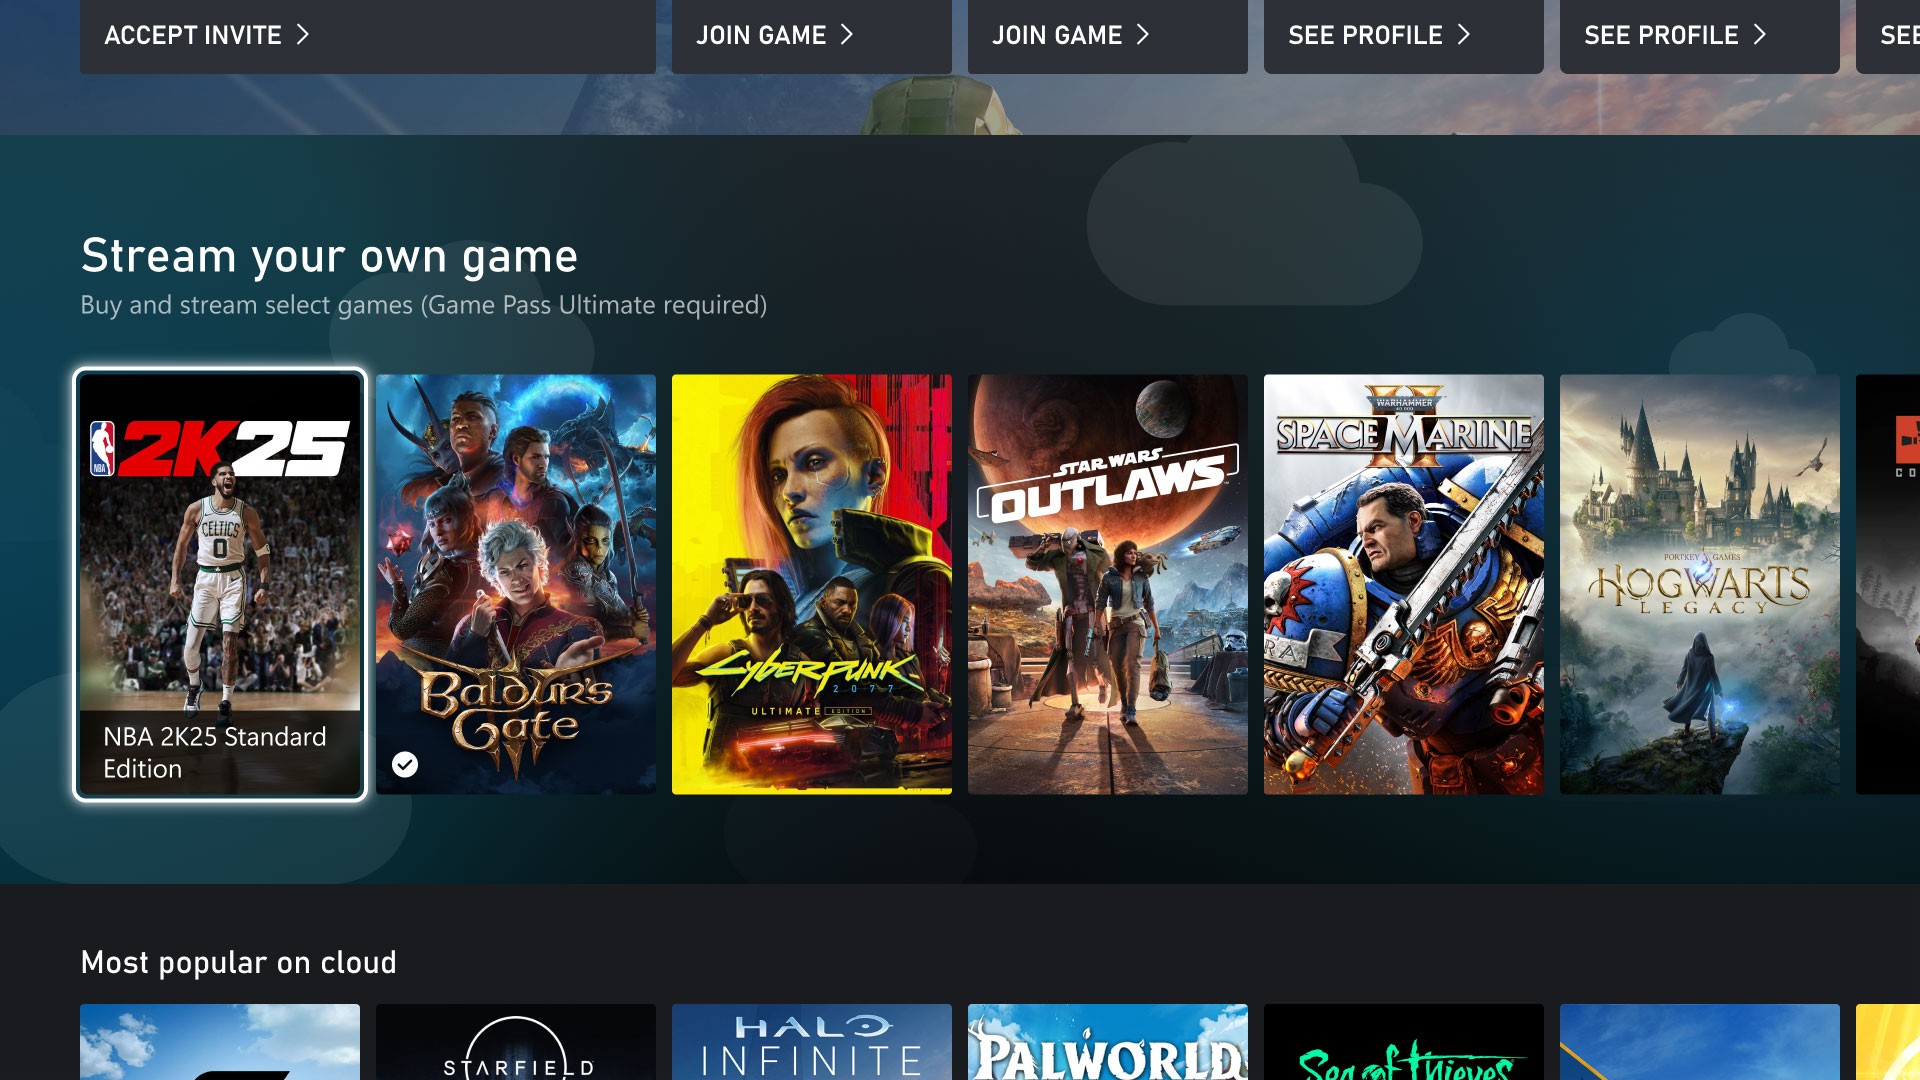 ACCEPT INVITE
JOIN GAME
JOIN GAME
SEE PROFILE
SEE PROFILE
SEE
Stream your own game
Buy and stream select games (Game Pass Ultimate required)
NBA
2K25
CELTICS
0
NBA 2K25 Standard
Edition
BALDUR'S
GATE
CYBERPUNK
2077
ULTIMATE EDITION
STAR WARS
OUTLAWS
WARHAMMER
40,000
SPACE MARINE
II
PORTKEY GAMES
HOGWARTS
LEGACY
CO
Most popular on cloud
STARFIELD
HALO
INFINITE
PALWORLD
Sea of Thieves